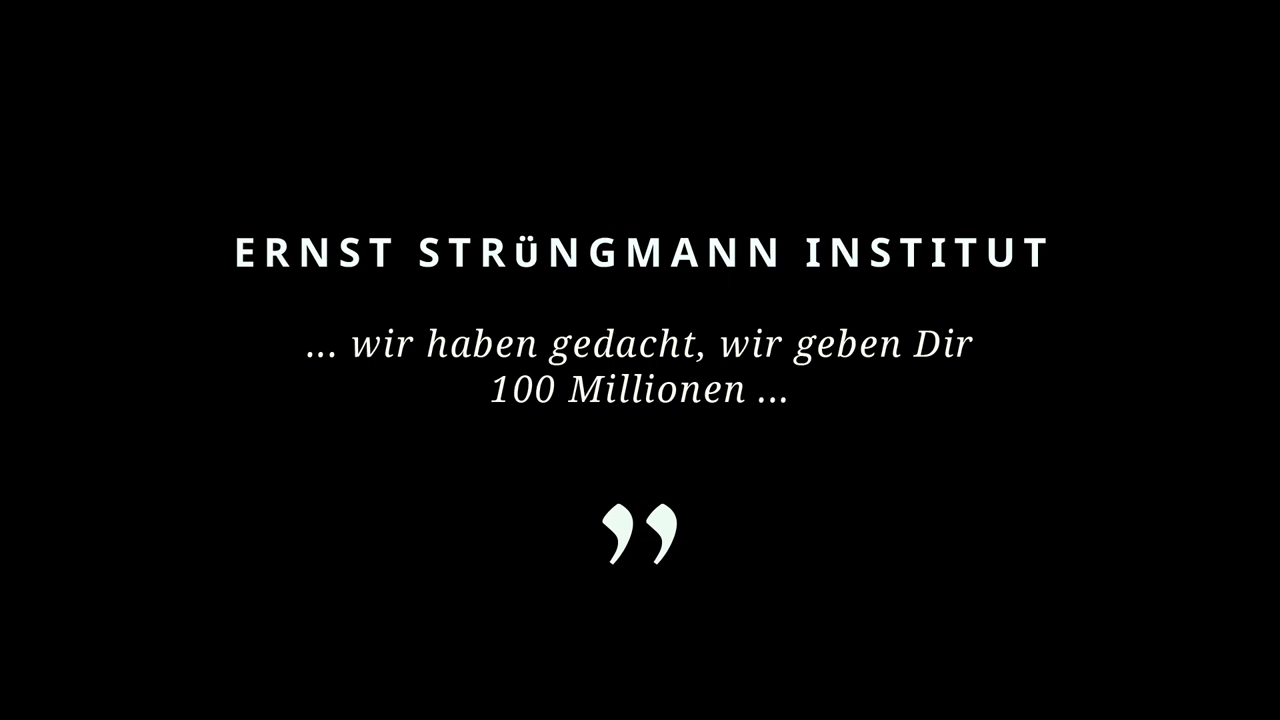 ERNST STRÜNGMANN INSTITUT
... wir haben gedacht, wir geben Dir
100 Millionen ...
”